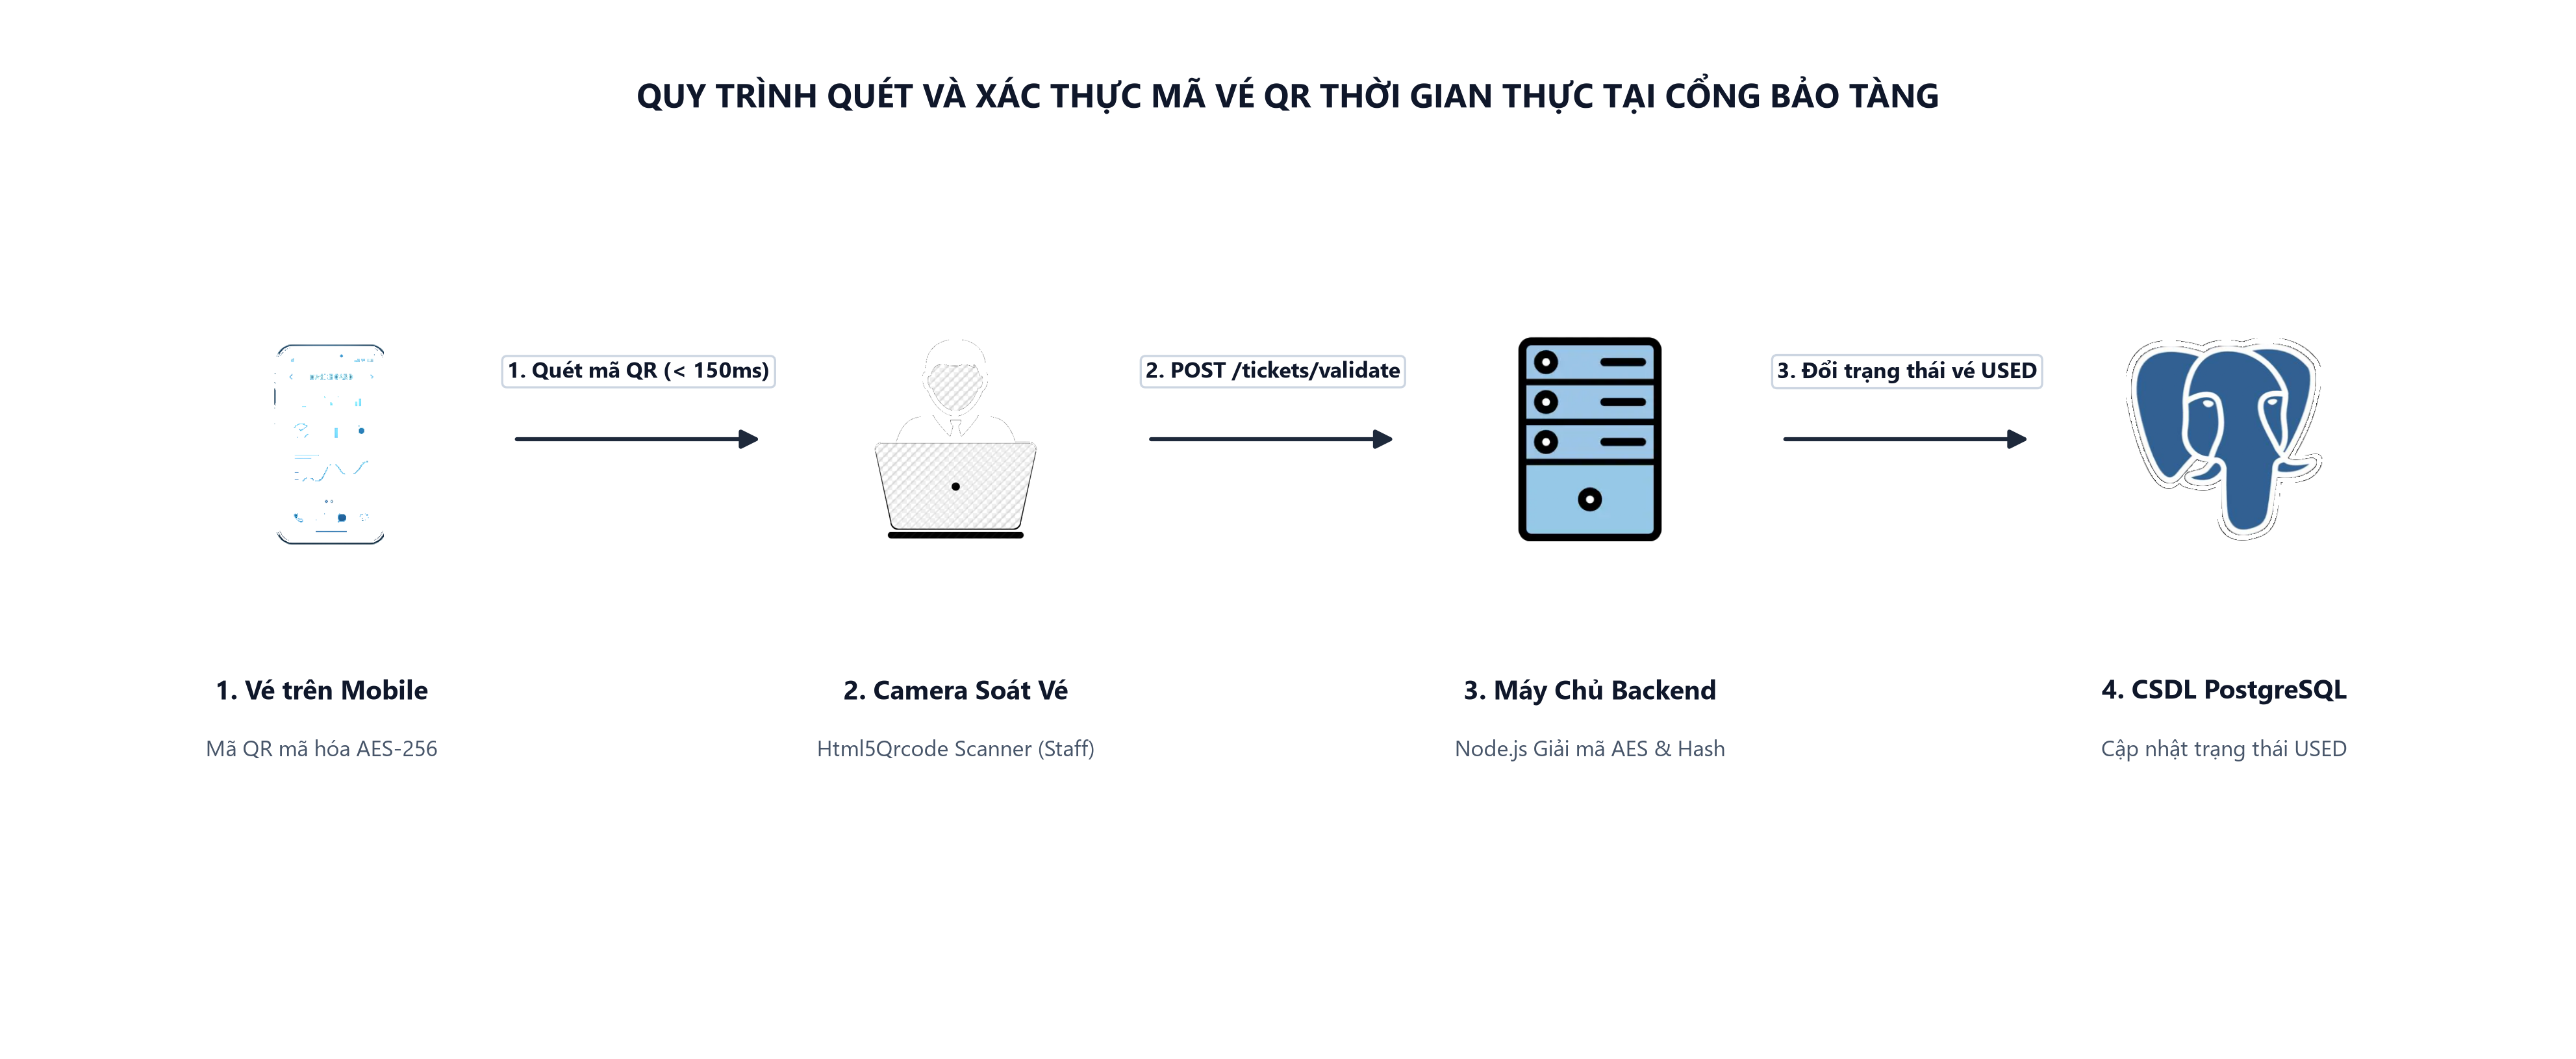 QUY TRÌNH QUÉT VÀ XÁC THỰC MÃ VÉ QR THỜI GIAN THỰC TẠI CỔNG BẢO TÀNG
1. Quét mã QR (< 150ms)
2. POST /tickets/validate
3. Đổi trạng thái vé USED
1. Vé trên Mobile
2. Camera Soát Vé
3. Máy Chủ Backend
4. CSDL PostgreSQL
Mã QR mã hóa AES-256
Html5Qrcode Scanner (Staff)
Node.js Giải mã AES & Hash
Cập nhật trạng thái USED